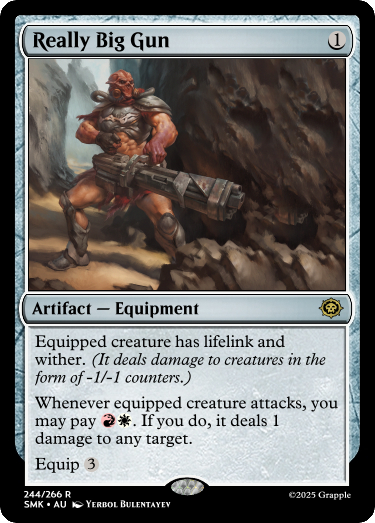 Really Big Gun 1
Artifact — Equipment
Equipped creature has lifelink and
wither. (It deals damage to creatures in the
form of -1/-1 counters.)
Whenever equipped creature attacks, you
may pay . If you do, it deals 1
damage to any target.
Equip 3
244/266 R
SMK • AU Yerbol Bulentayev
©2025 Grapple